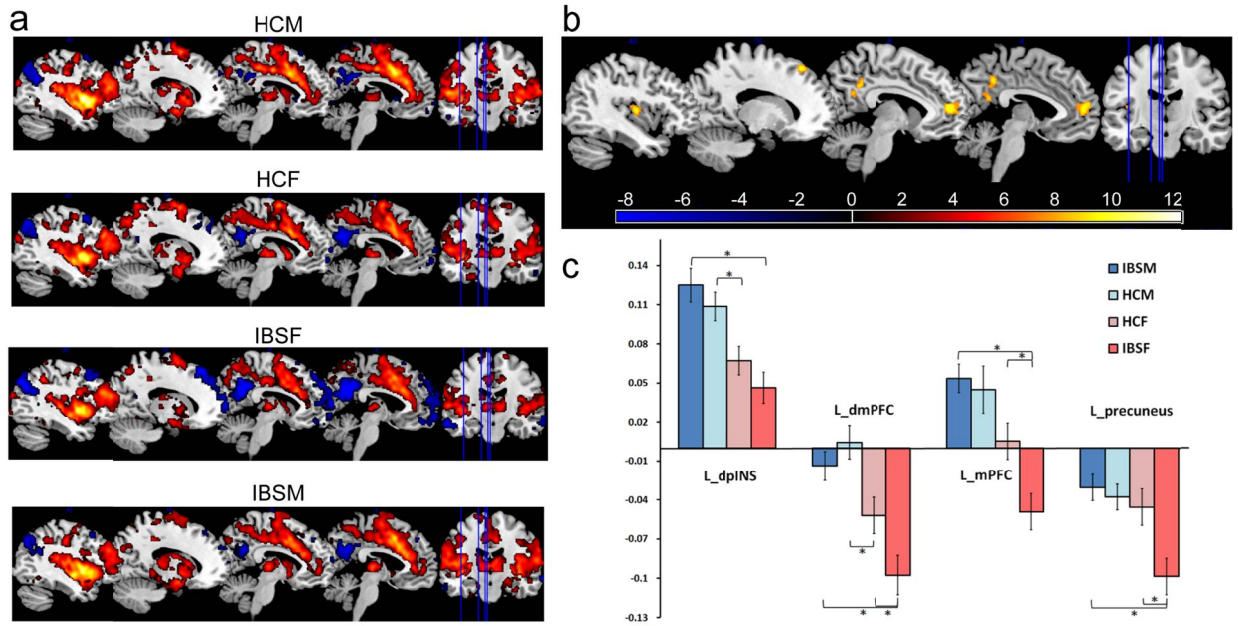 a
HCM
HCF
IBSF
IBSM
b
-8 -6 -4 -2 0 2 4 6 8 10 12
c
0.14
0.11
0.08
0.05
0.02
-0.01
-0.04
-0.07
-0.1
-0.13
* *
* *
* * *
* *
L_dpINS
L_dmPFC
L_mPFC
L_precuneus
IBSM
HCM
HCF
IBSF